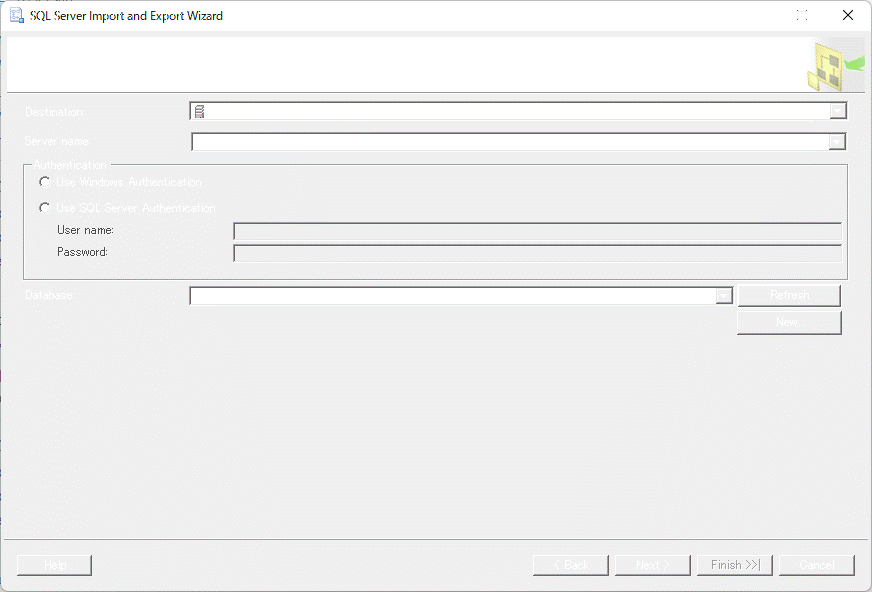 SQL Server Import and Export Wizard
Destination:
Server name:
Authentication
Use Windows Authentication
Use SQL Server Authentication
User name:
Password:
Database:
Refresh
New...
Help
< Back
Next >
Finish >>|
Cancel